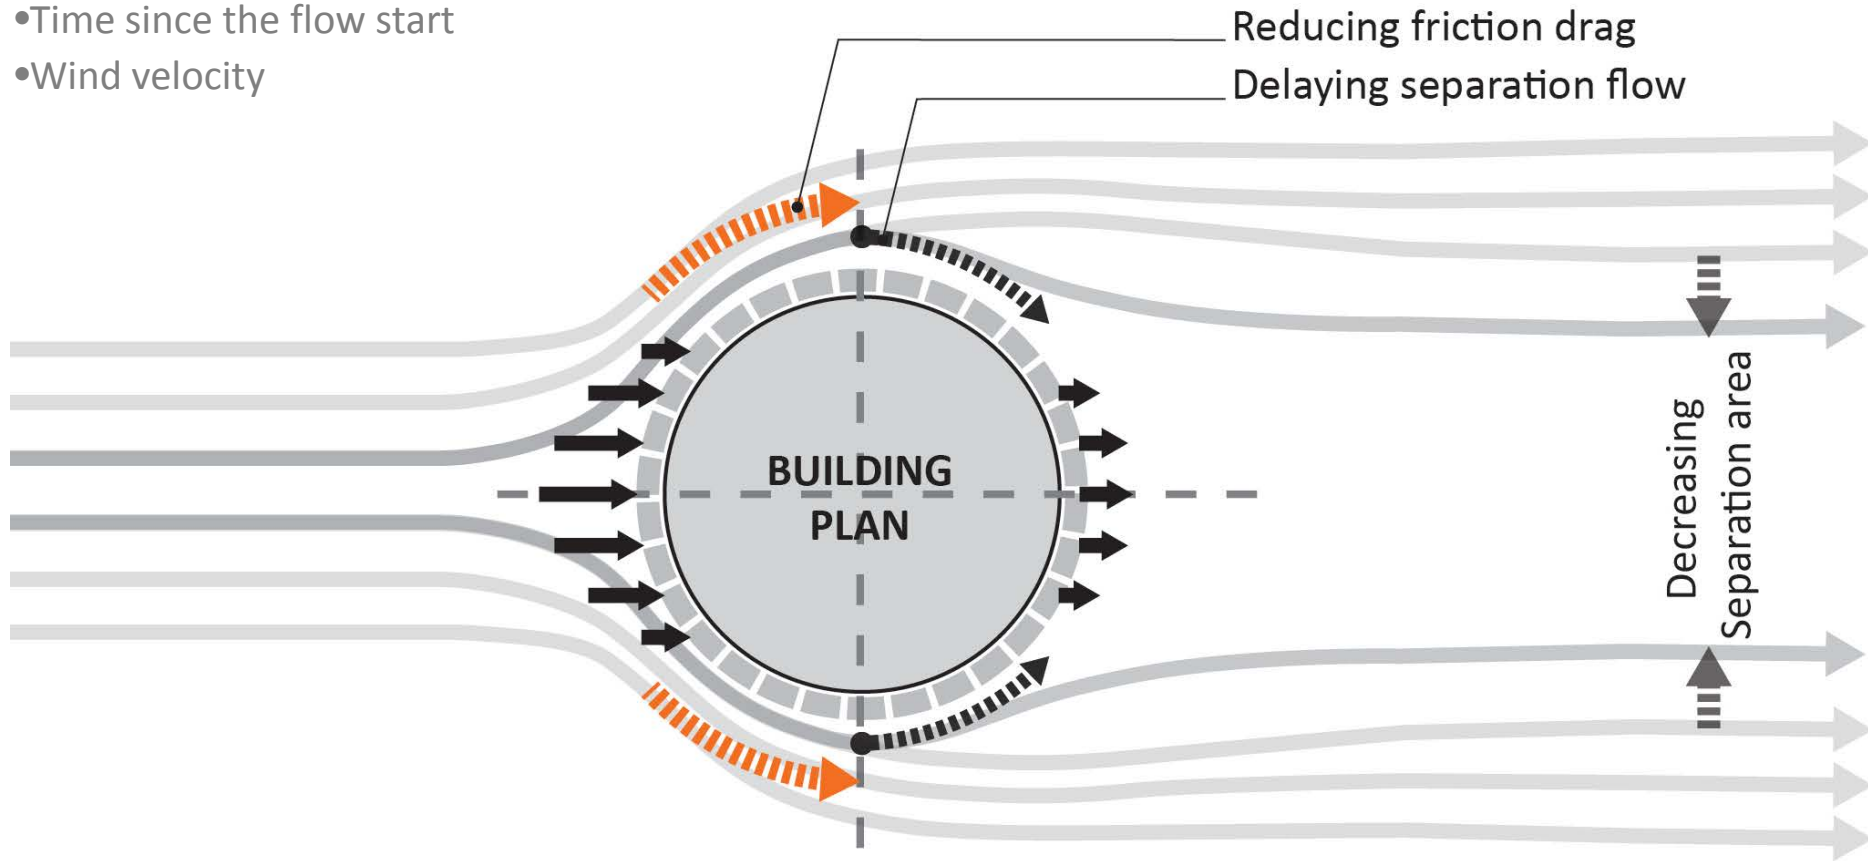 •Time since the flow start
•Wind velocity
Reducing friction drag
Delaying separation flow
BUILDING
PLAN
Decreasing
Separation area